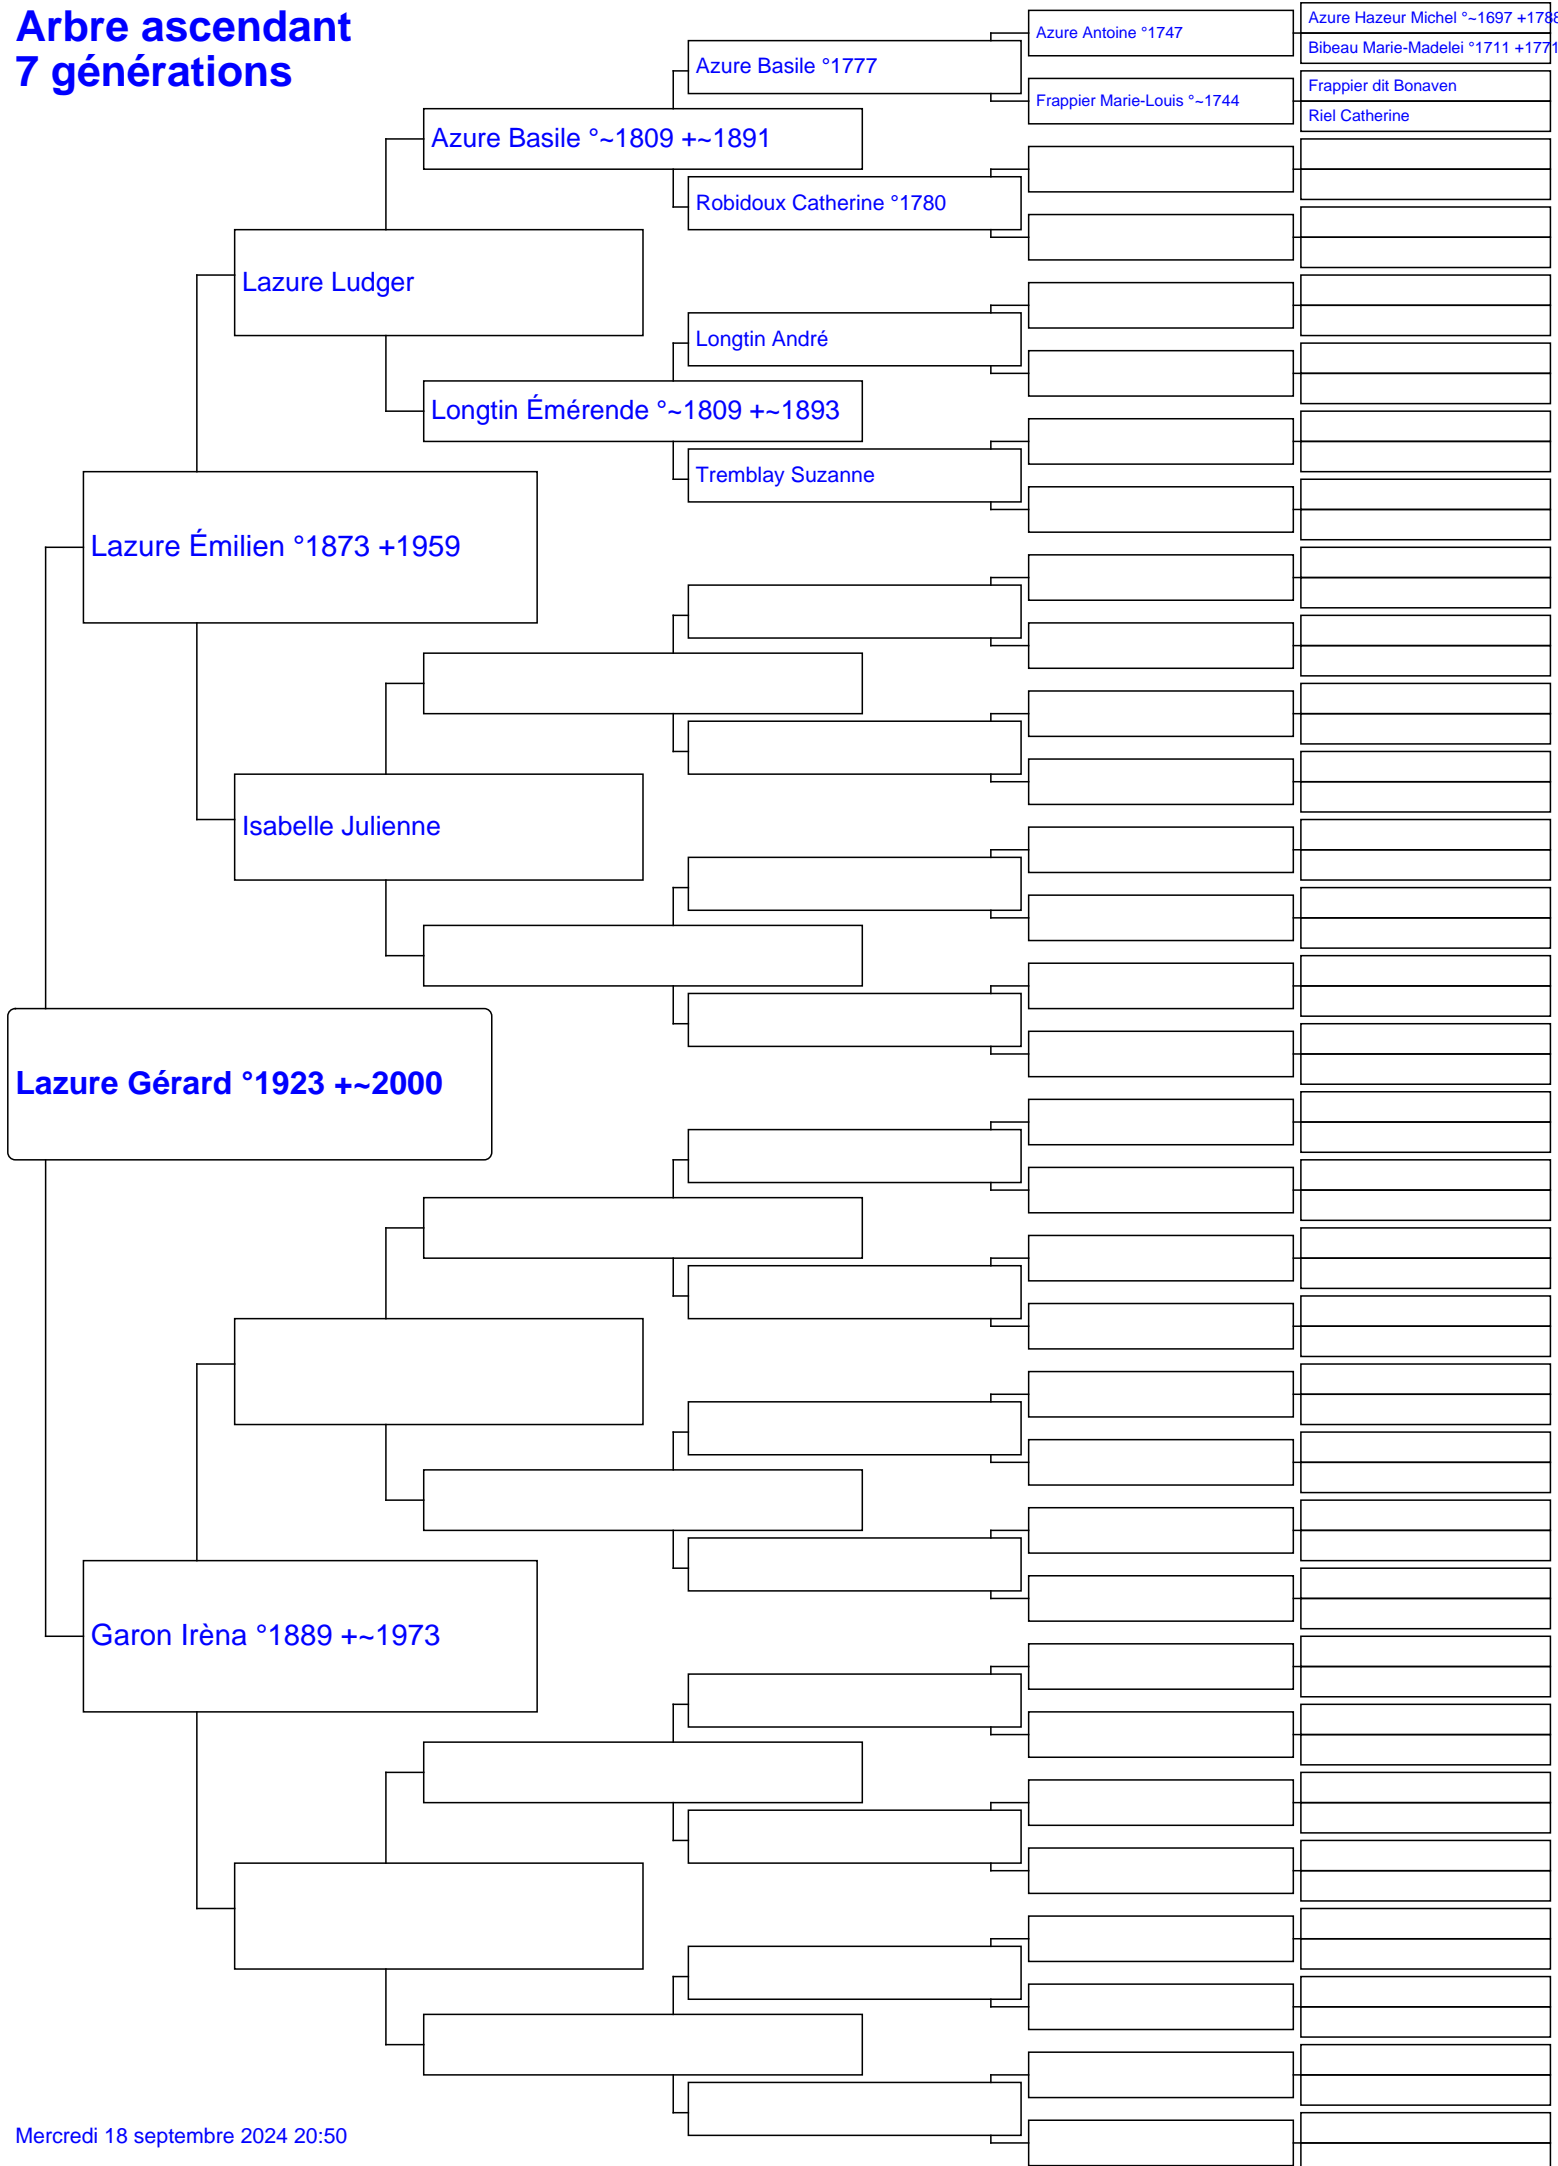 Arbre ascendant
7 générations
Azure Hazeur Michel °~1697 +1788
Bibeau Marie-Madelei °1711 +1771
Azure Antoine °1747
Azure Basile °1777
Frappier dit Bonaven
Riel Catherine
Frappier Marie-Louis °~1744
Azure Basile °~1809 +~1891
Robidoux Catherine °1780
Lazure Ludger
Longtin André
Longtin Émérende °~1809 +~1893
Tremblay Suzanne
Lazure Émilien °1873 +1959
Isabelle Julienne
Lazure Gérard °1923 +~2000
Garon Irèna °1889 +~1973
Mercredi 18 septembre 2024 20:50